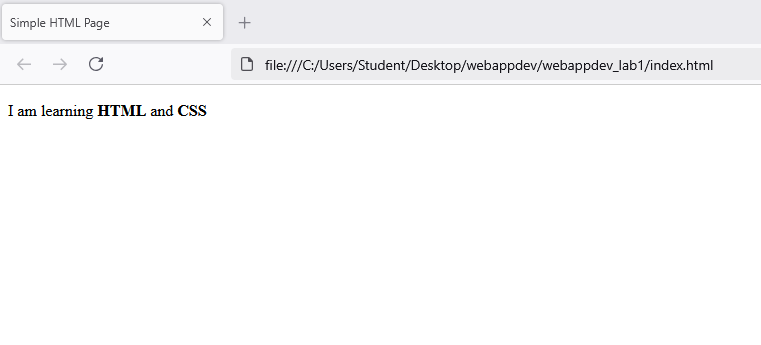 Simple HTML Page
file:///C:/Users/Student/Desktop/webappdev/webappdev_lab1/index.html
I am learning HTML and CSS